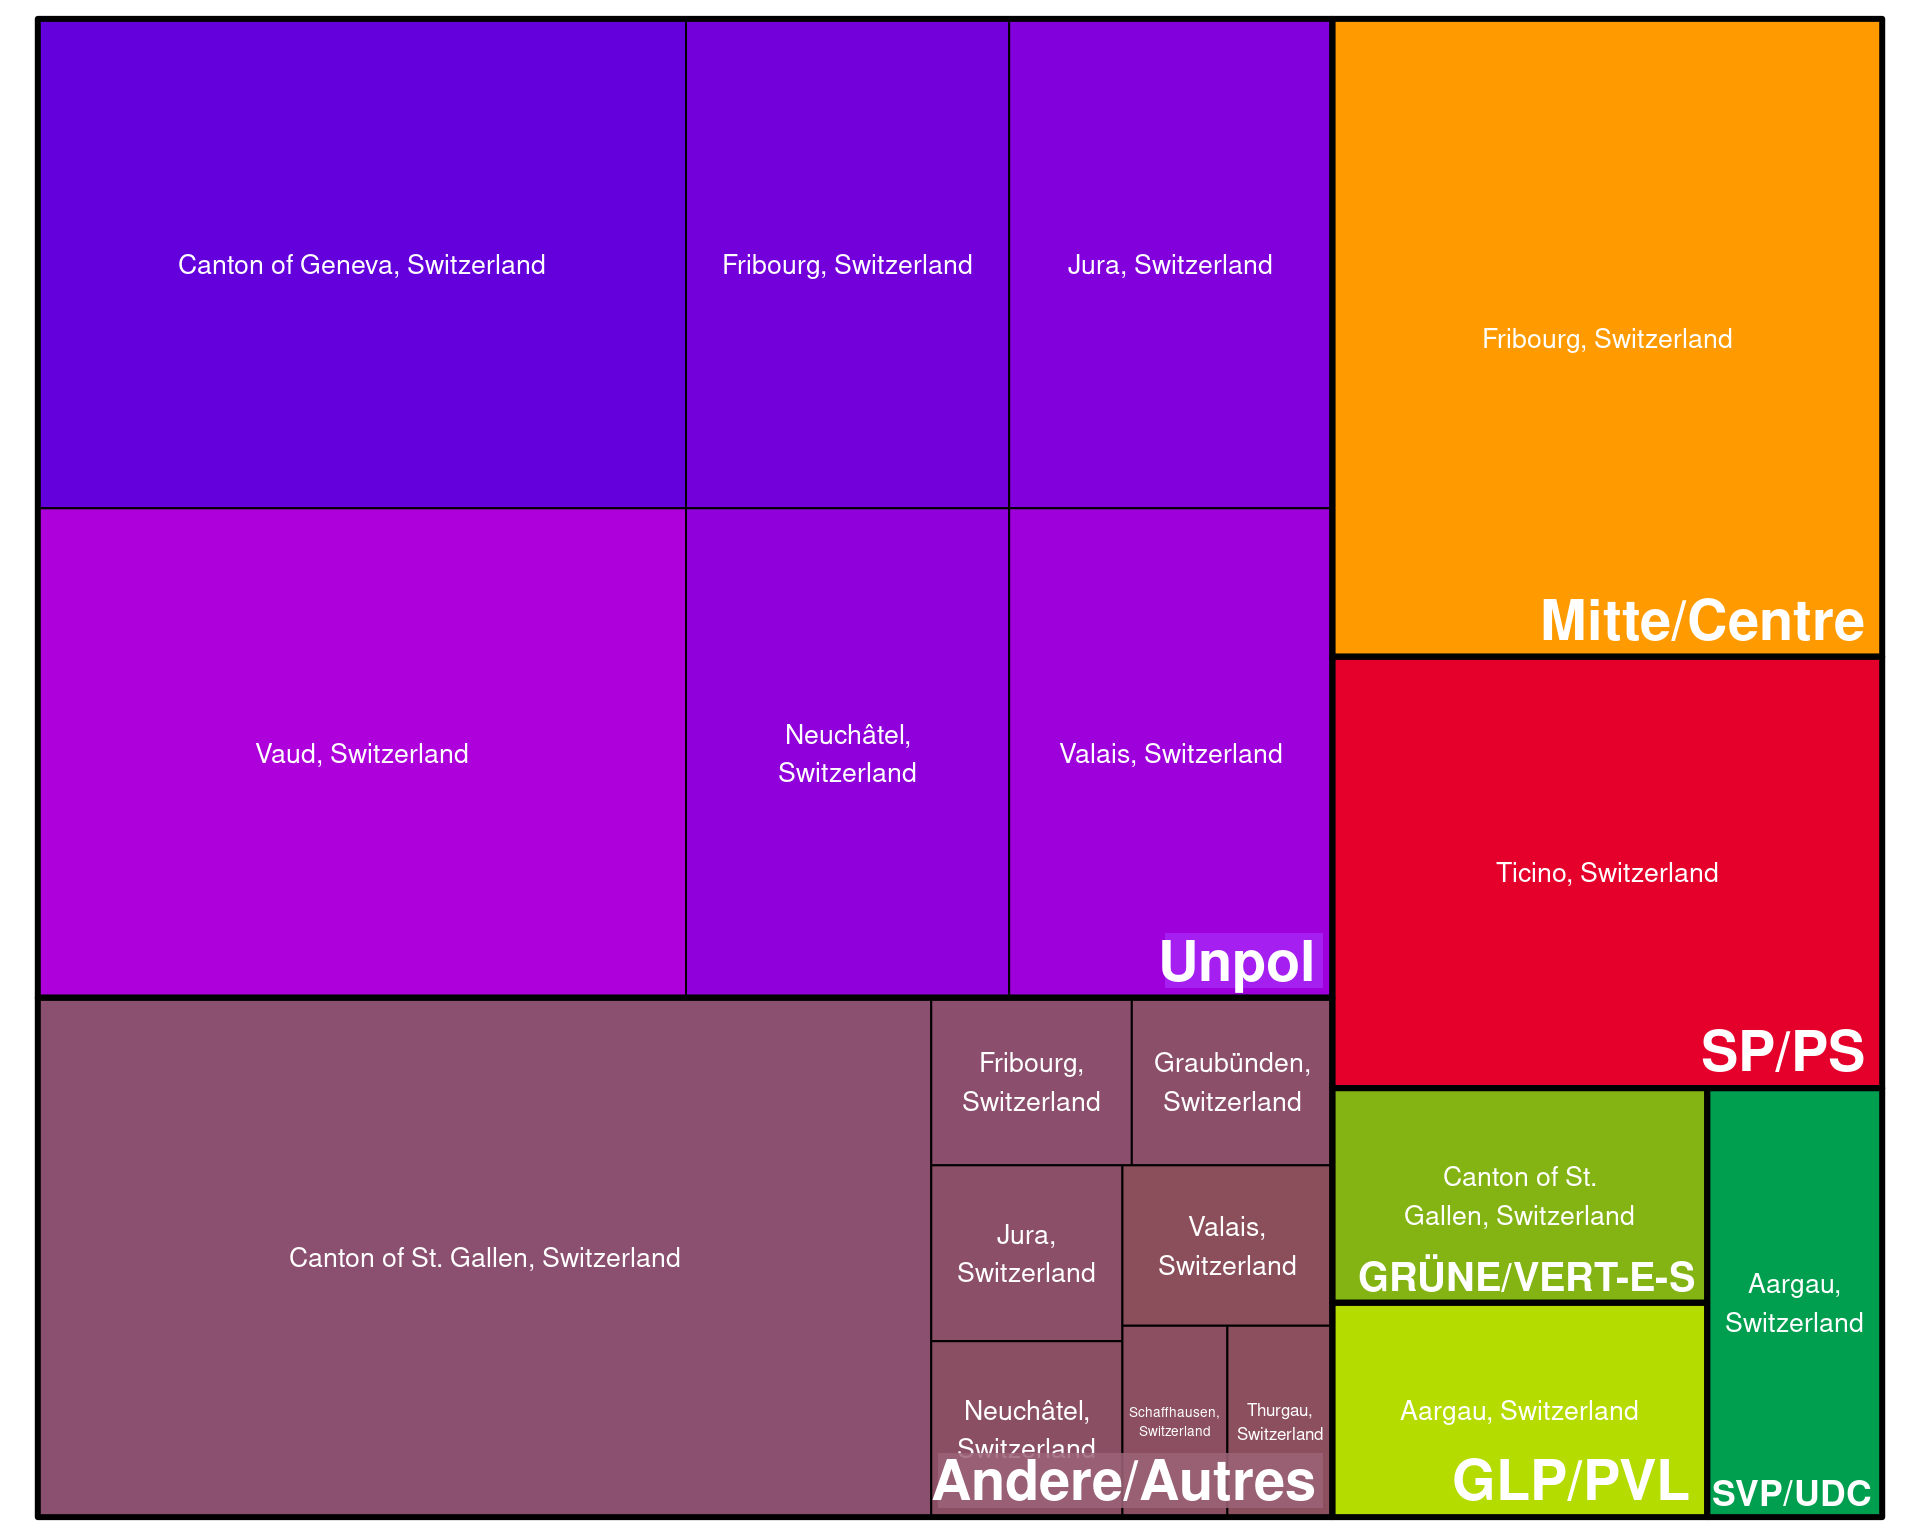 Canton of Geneva, Switzerland
Fribourg, Switzerland
Jura, Switzerland
Vaud, Switzerland
Neuchâtel,
Switzerland
Valais, Switzerland
Unpol
Fribourg, Switzerland
Mitte/Centre
Ticino, Switzerland
SP/PS
Canton of St. Gallen, Switzerland
Fribourg,
Switzerland
Graubünden,
Switzerland
Jura,
Switzerland
Valais,
Switzerland
Neuchâtel,
Switzerland
Schaffhausen,
Switzerland
Thurgau,
Switzerland
Andere/Autres
Canton of St.
Gallen, Switzerland
GRÜNE/VERT-E-S
Aargau, Switzerland
GLP/PVL
Aargau,
Switzerland
SVP/UDC